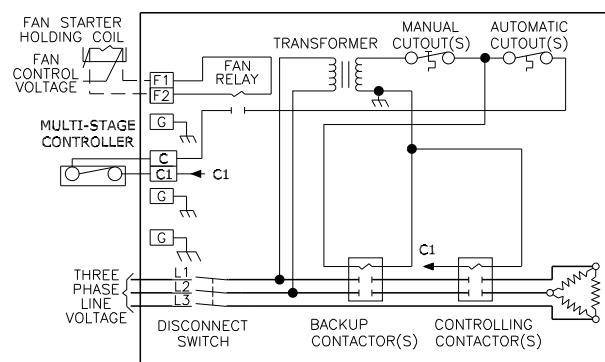 FAN STARTER
HOLDING COIL
FAN
CONTROL
VOLTAGE
F1
F2
FAN
RELAY
TRANSFORMER
MANUAL
CUTOUT(S)
AUTOMATIC
CUTOUT(S)
G
MULTI-STAGE
CONTROLLER
C
C1
C1
G
G
C1
THREE
PHASE
LINE
VOLTAGE
L1
L2
L3
DISCONNECT
SWITCH
BACKUP
CONTACTOR(S)
CONTROLLING
CONTACTOR(S)